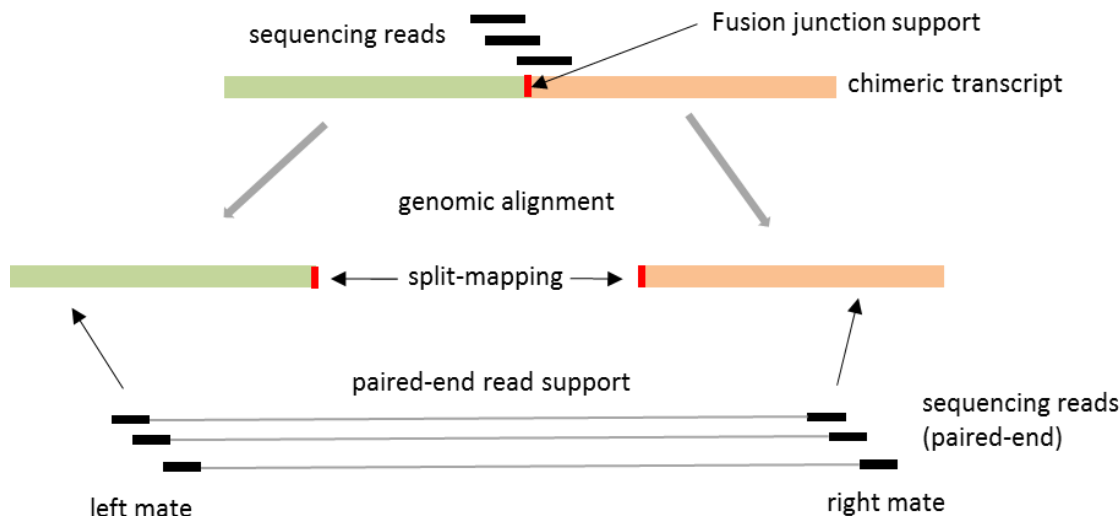 Fusion junction support
sequencing reads
chimeric transcript
genomic alignment
split-mapping
paired-end read support
sequencing reads
(paired-end)
left mate
right mate